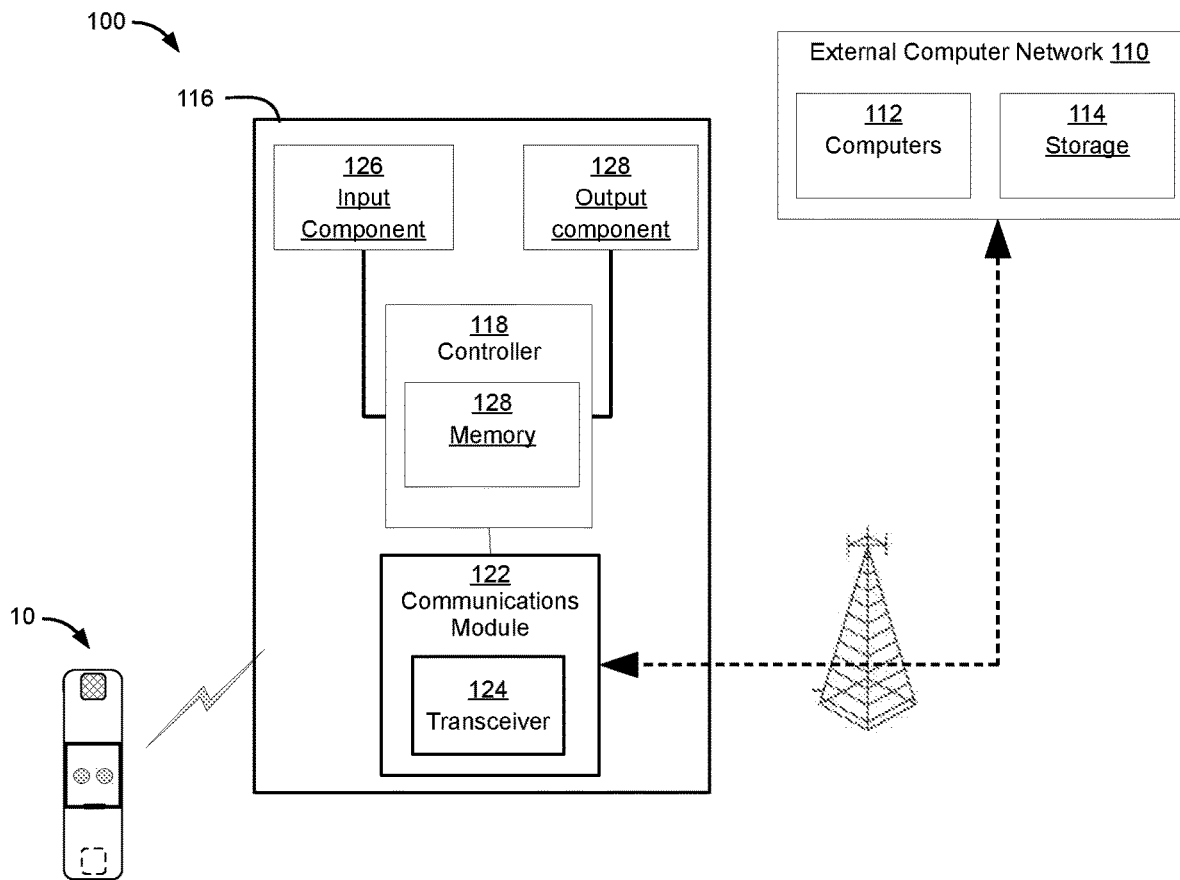 100
116
External Computer Network 110
112
Computers
114
Storage
126
Input
Component
128
Output
component
118
Controller
128
Memory
122
Communications
Module
124
Transceiver
10